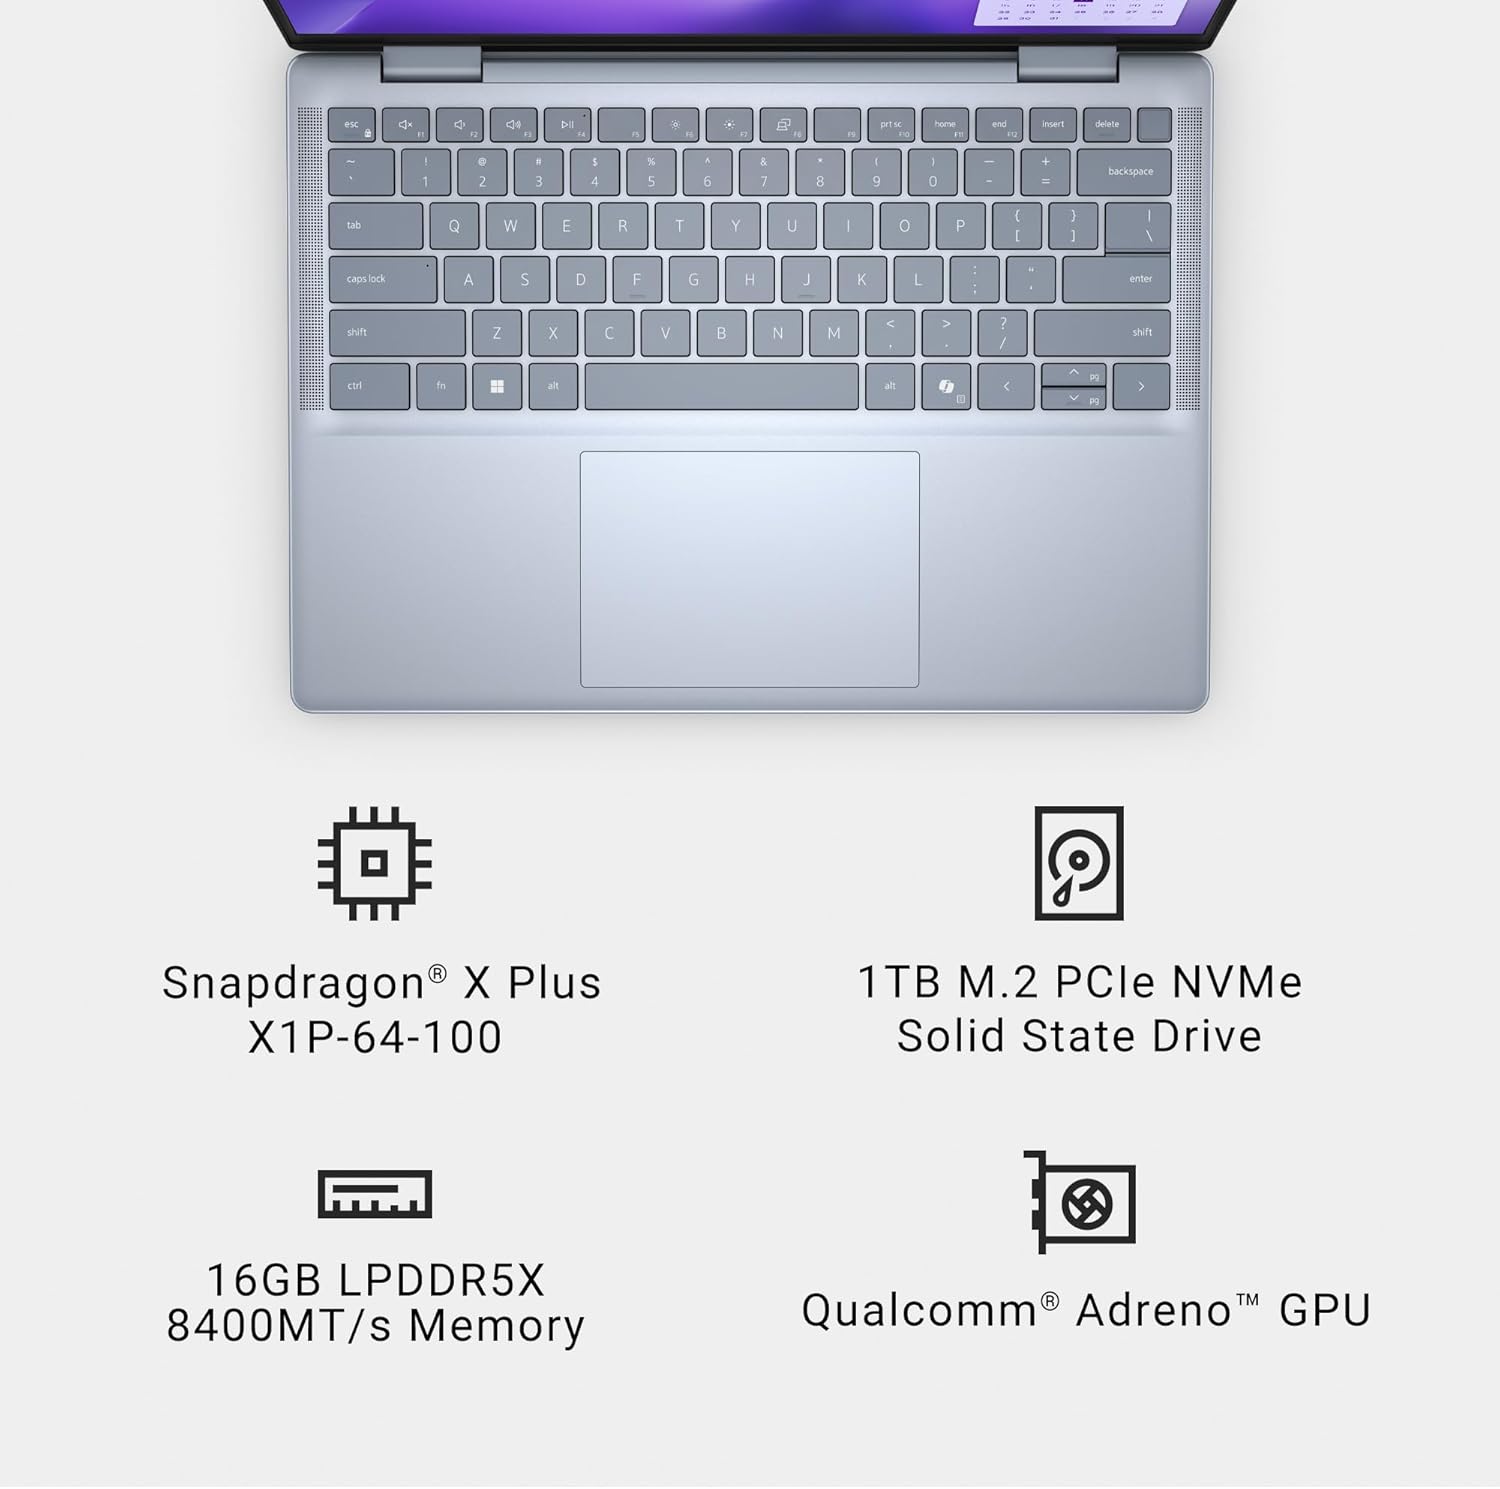 esc F1 F2 F3 F4 F5 F6 F7 F8 F9 prt sc F10 home F11 end F12 insert delete
~ ` ! 1 @ 2 # 3 $ 4 % 5 ^ 6 & 7 * 8 ( 9 ) 0 — - + = backspace
tab Q W E R T Y U I O P { [ } ] | \
caps lock A S D F G H J K L : ; " ' enter
shift Z X C V B N M < , > . ? / shift
ctrl fn alt alt < pg pg >
Snapdragon® X Plus
X1P-64-100
1TB M.2 PCIe NVMe
Solid State Drive
16GB LPDDR5X
8400MT/s Memory
Qualcomm® Adreno™ GPU